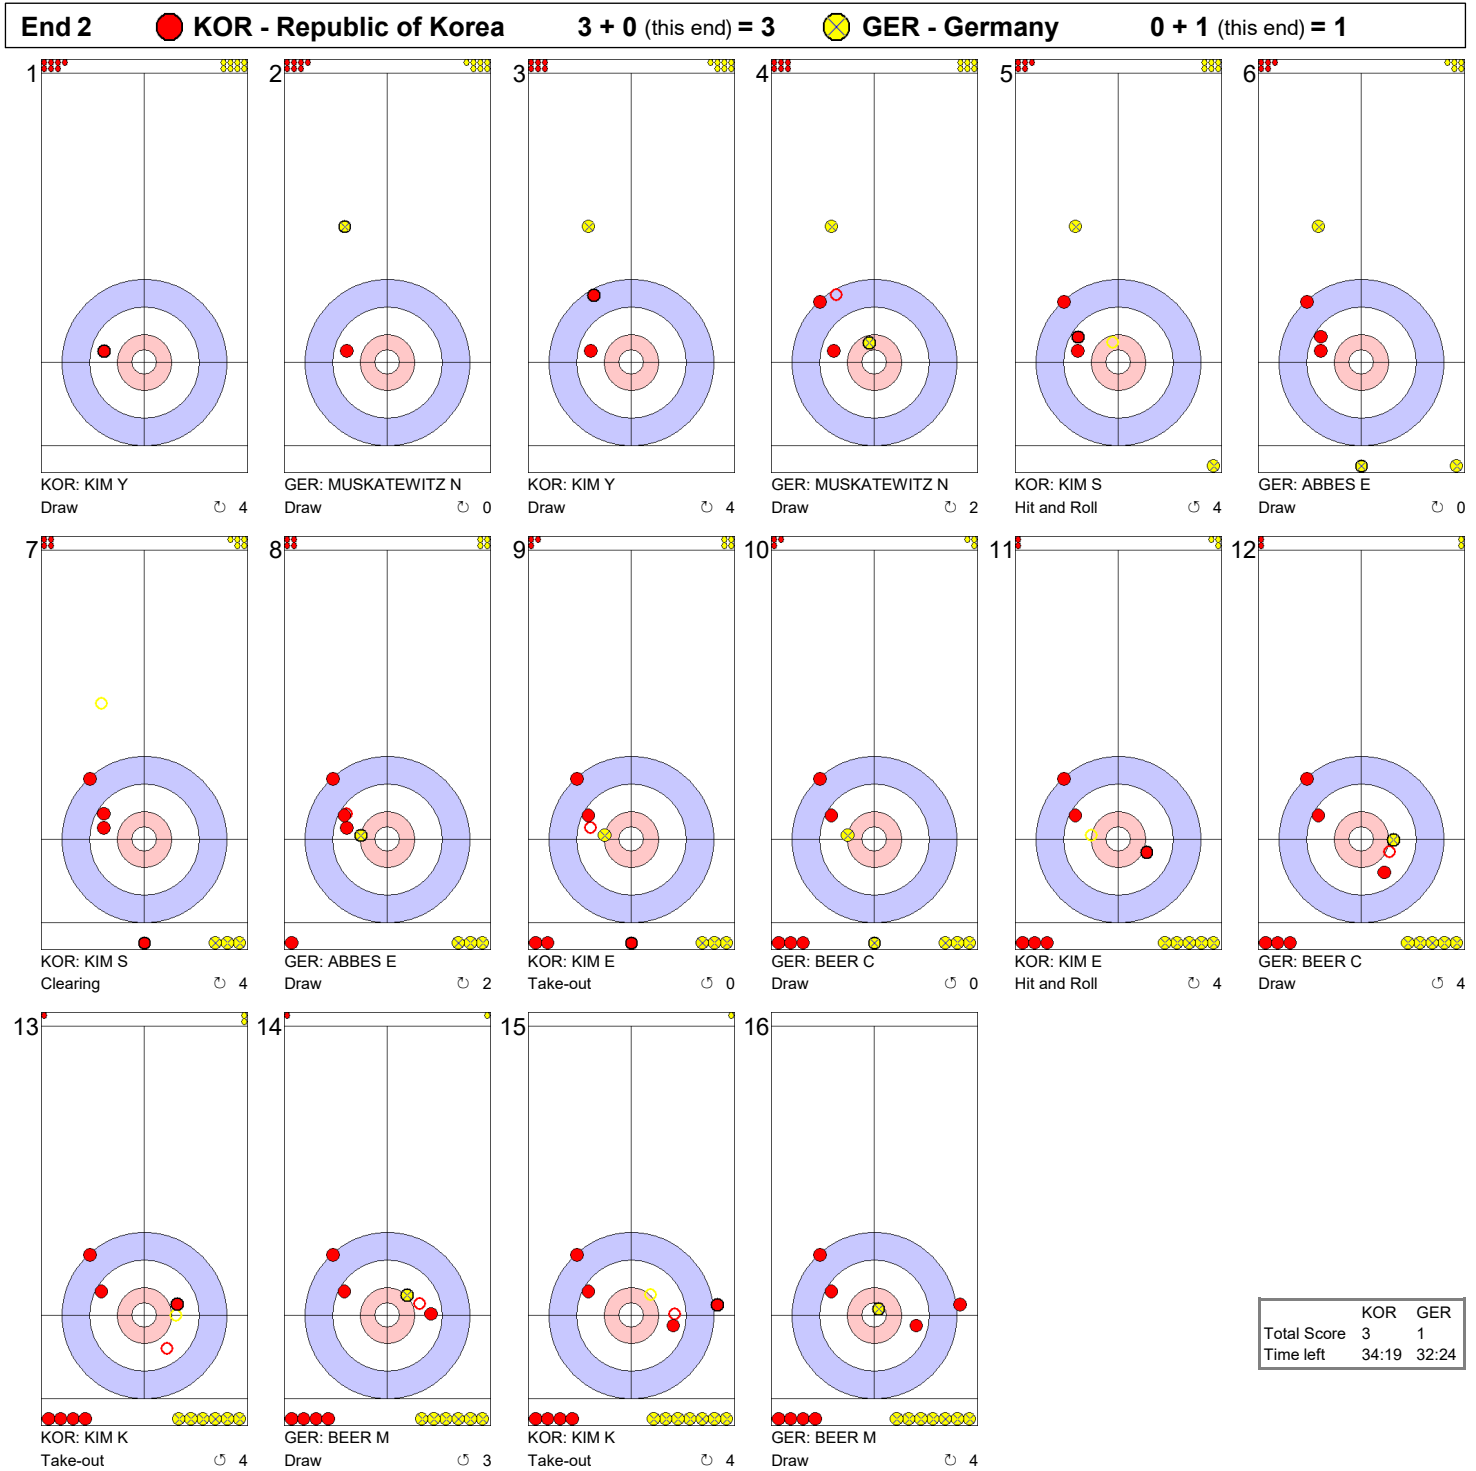 End 2 KOR - Republic of Korea 3 + 0 (this end) = 3 GER - Germany 0 + 1 (this end) = 1
1 2 3 4 5 6
KOR: KIM Y GER: MUSKATEWITZ N KOR: KIM Y GER: MUSKATEWITZ N KOR: KIM S GER: ABBES E
Draw ↻ 4 Draw ↻ 0 Draw ↻ 4 Draw ↻ 2 Hit and Roll ↺ 4 Draw ↻ 0
7 8 9 10 11 12
KOR: KIM S GER: ABBES E KOR: KIM E GER: BEER C KOR: KIM E GER: BEER C
Clearing ↻ 4 Draw ↻ 2 Take-out ↺ 0 Draw ↺ 0 Hit and Roll ↺ 4 Draw ↻ 4
13 14 15 16
KOR GER
Total Score 3 1
Time left 34:19 32:24
KOR: KIM K GER: BEER M KOR: KIM K GER: BEER M
Take-out ↺ 4 Draw ↺ 3 Take-out ↻ 4 Draw ↻ 4